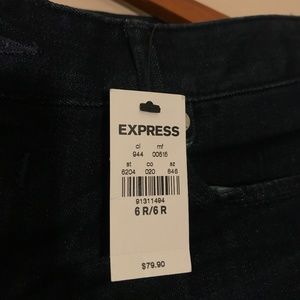 EXPRESS
cl mf
944 00616
st co sz
6204 020 646
91311494
6 R/6 R
$79.90